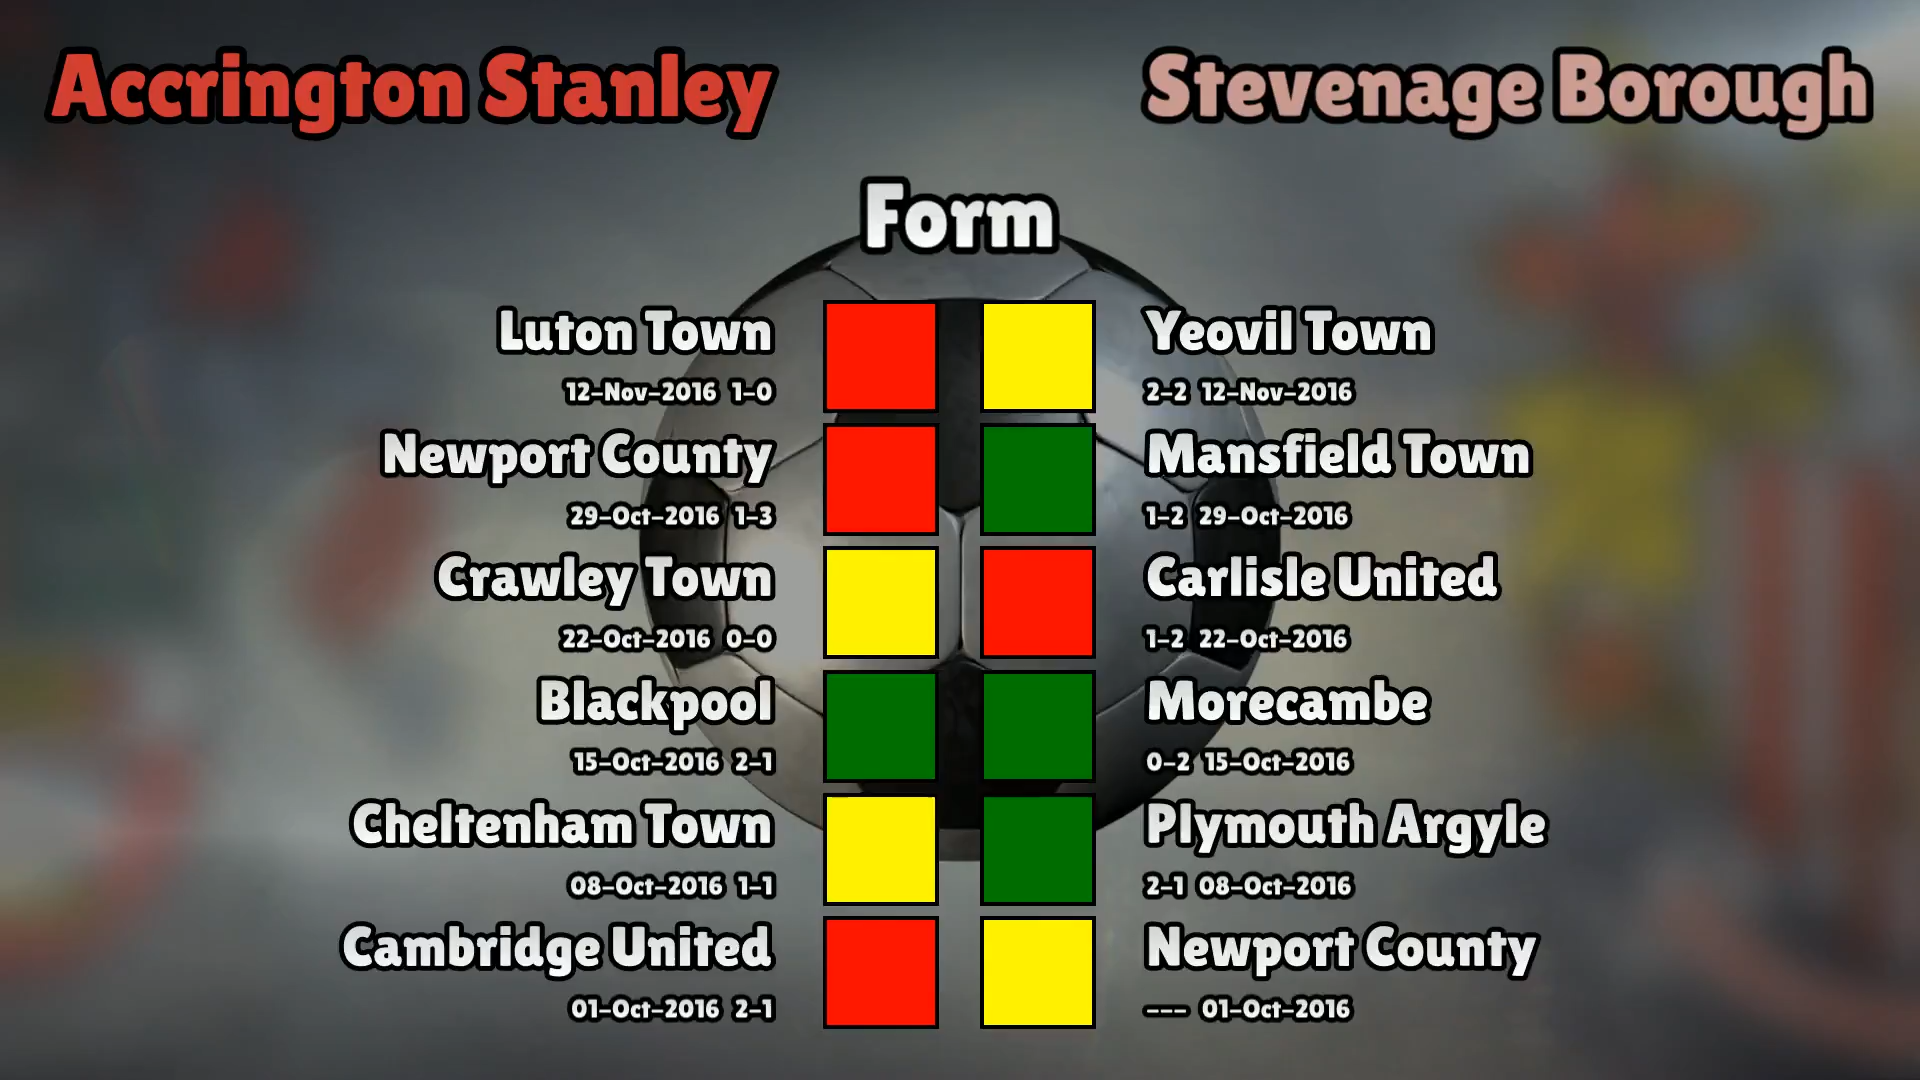 Accrington Stanley
Stevenage Borough
Form
Luton Town
12-Nov-2016 1-0
Yeovil Town
2-2 12-Nov-2016
Newport County
29-Oct-2016 1-3
Mansfield Town
1-2 29-Oct-2016
Crawley Town
22-Oct-2016 0-0
Carlisle United
1-2 22-Oct-2016
Blackpool
15-Oct-2016 2-1
Morecambe
0-2 15-Oct-2016
Cheltenham Town
08-Oct-2016 1-1
Plymouth Argyle
2-1 08-Oct-2016
Cambridge United
01-Oct-2016 2-1
Newport County
--- 01-Oct-2016